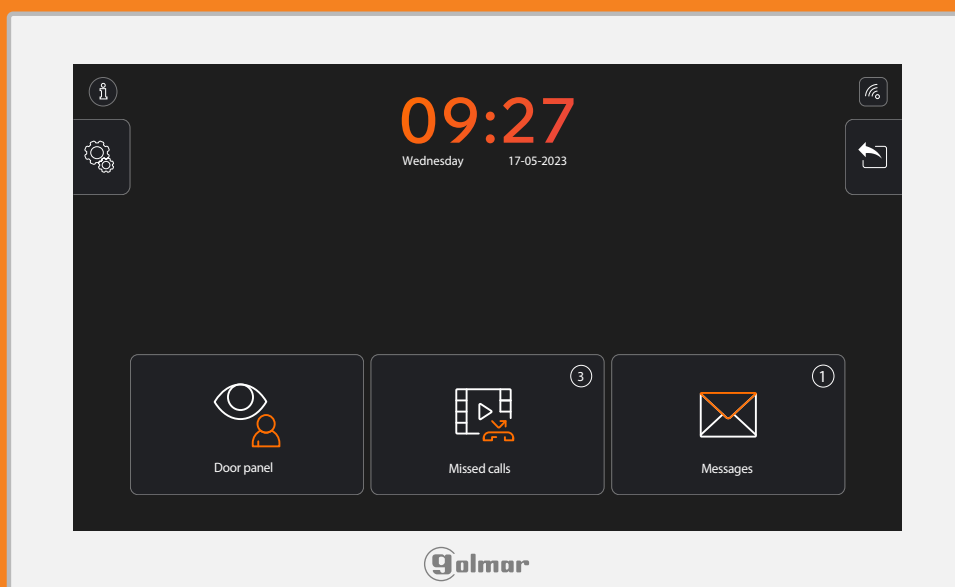 09:27
Wednesday 17-05-2023
3
1
Door panel
Missed calls
Messages
golmar